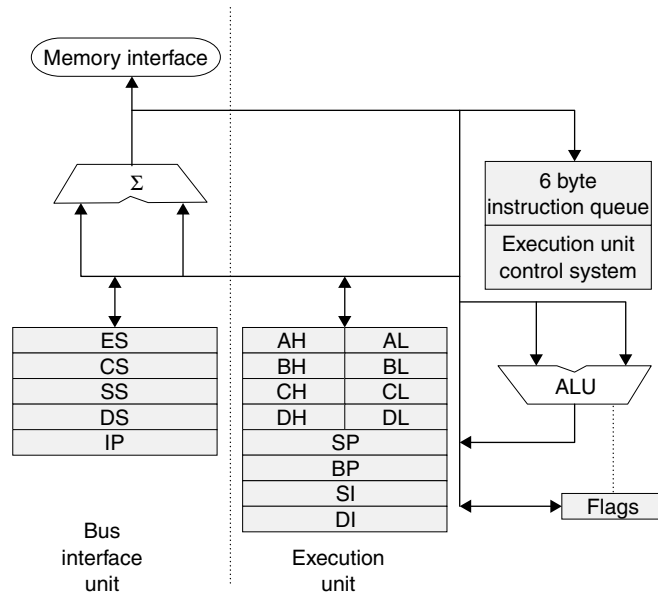 Memory interface
Σ
6 byte
instruction queue
Execution unit
control system
ES
CS
SS
DS
IP
AH AL
BH BL
CH CL
DH DL
SP
BP
SI
DI
ALU
Flags
Bus
interface
unit
Execution
unit